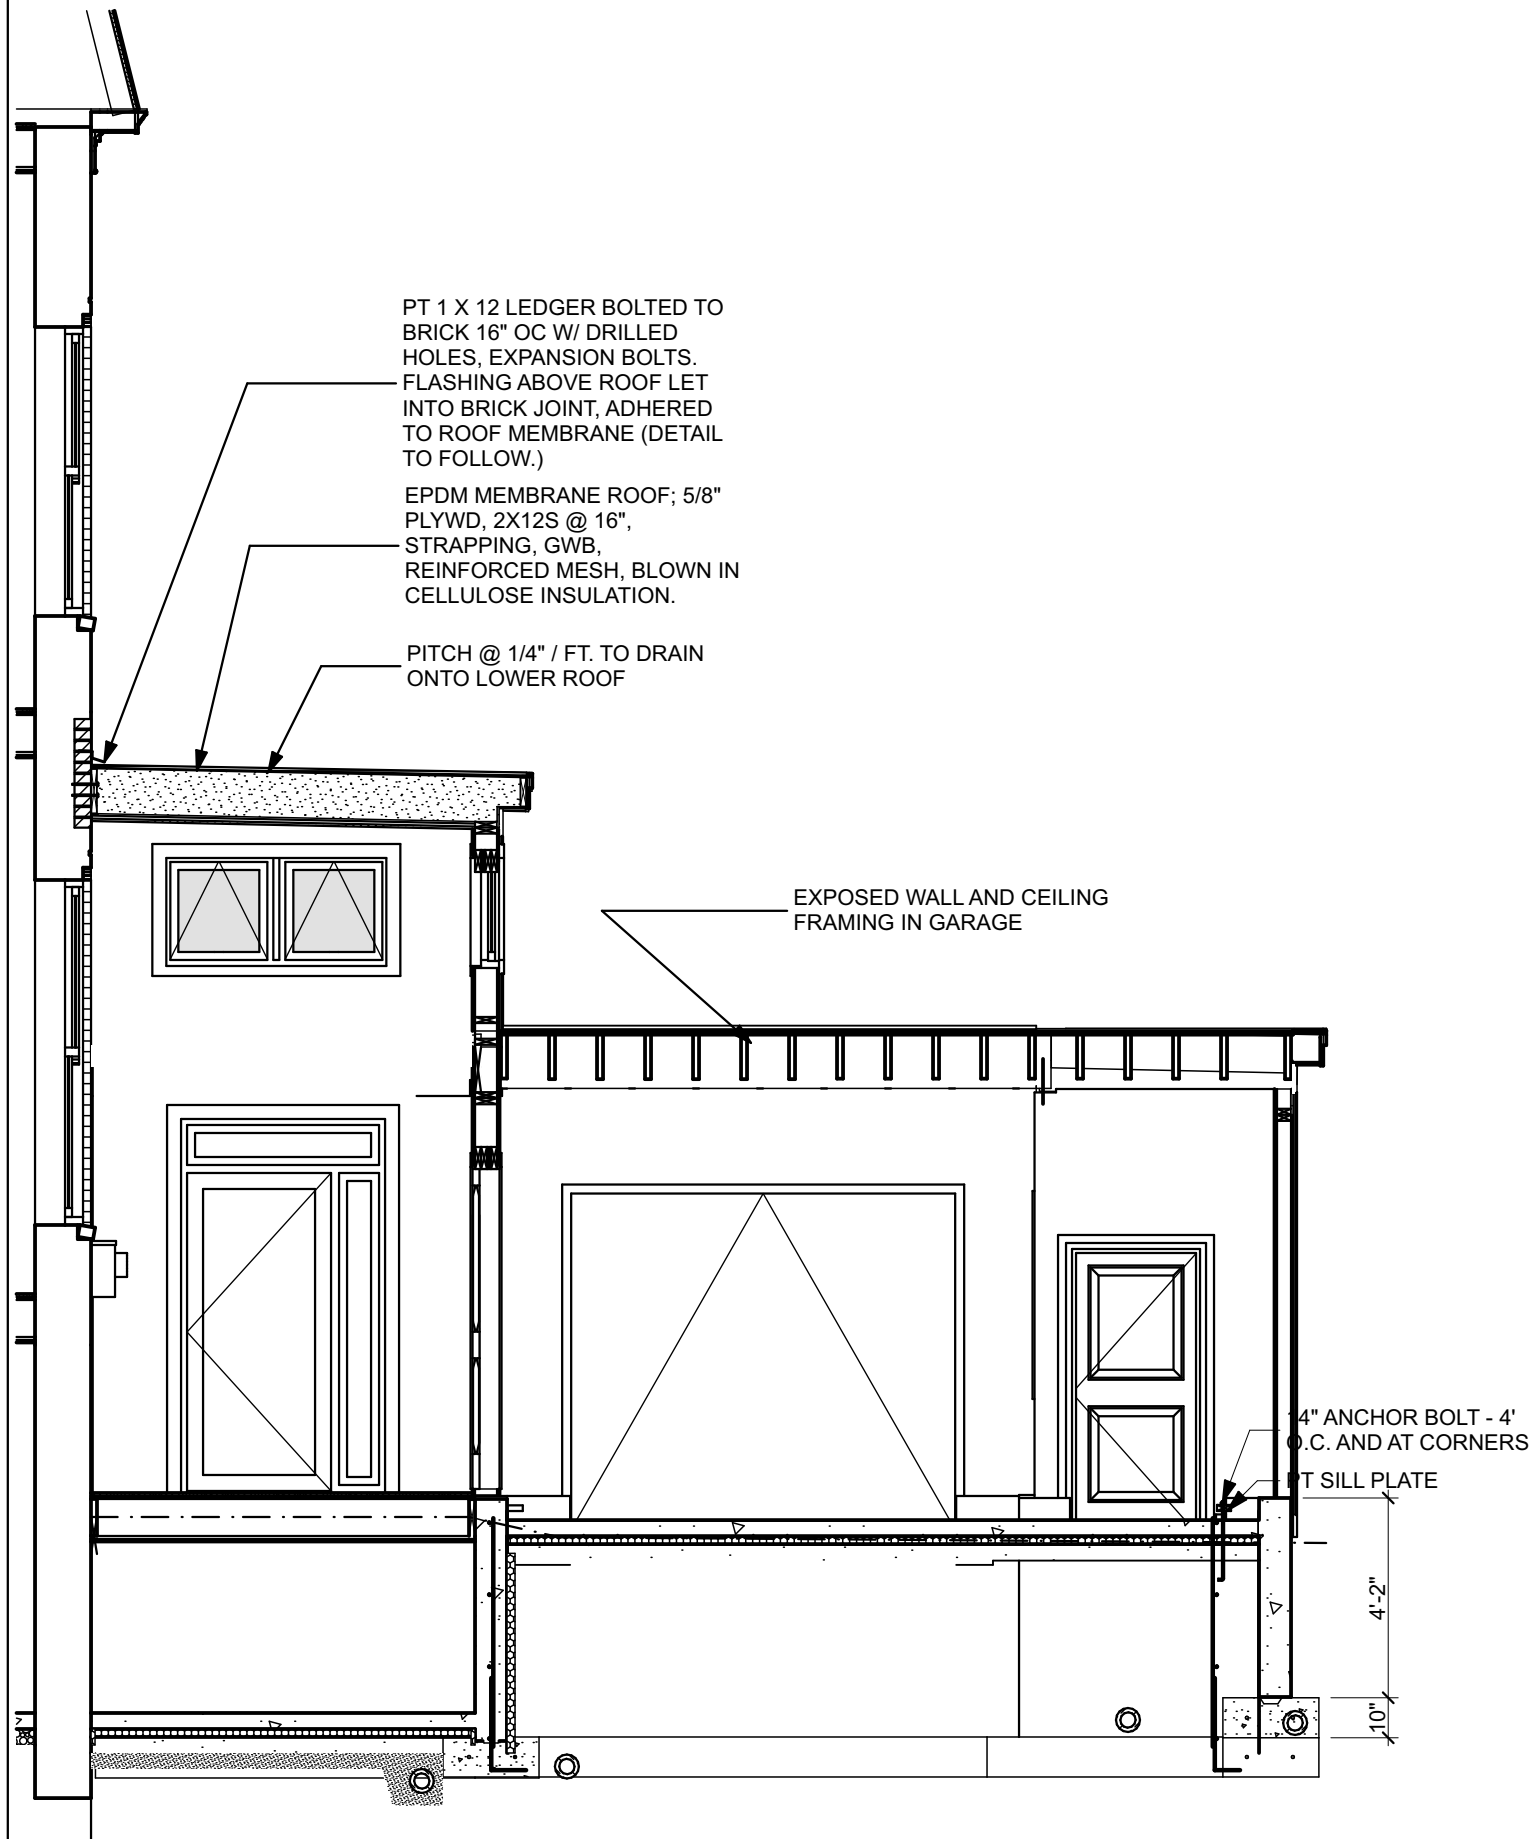 PT 1 X 12 LEDGER BOLTED TO
BRICK 16" OC W/ DRILLED
HOLES, EXPANSION BOLTS.
FLASHING ABOVE ROOF LET
INTO BRICK JOINT, ADHERED
TO ROOF MEMBRANE (DETAIL
TO FOLLOW.)
EPDM MEMBRANE ROOF; 5/8"
PLYWD, 2X12S @ 16",
STRAPPING, GWB,
REINFORCED MESH, BLOWN IN
CELLULOSE INSULATION.
PITCH @ 1/4" / FT. TO DRAIN
ONTO LOWER ROOF
EXPOSED WALL AND CEILING
FRAMING IN GARAGE
14" ANCHOR BOLT - 4'
O.C. AND AT CORNERS
PT SILL PLATE
4'-2"
10"